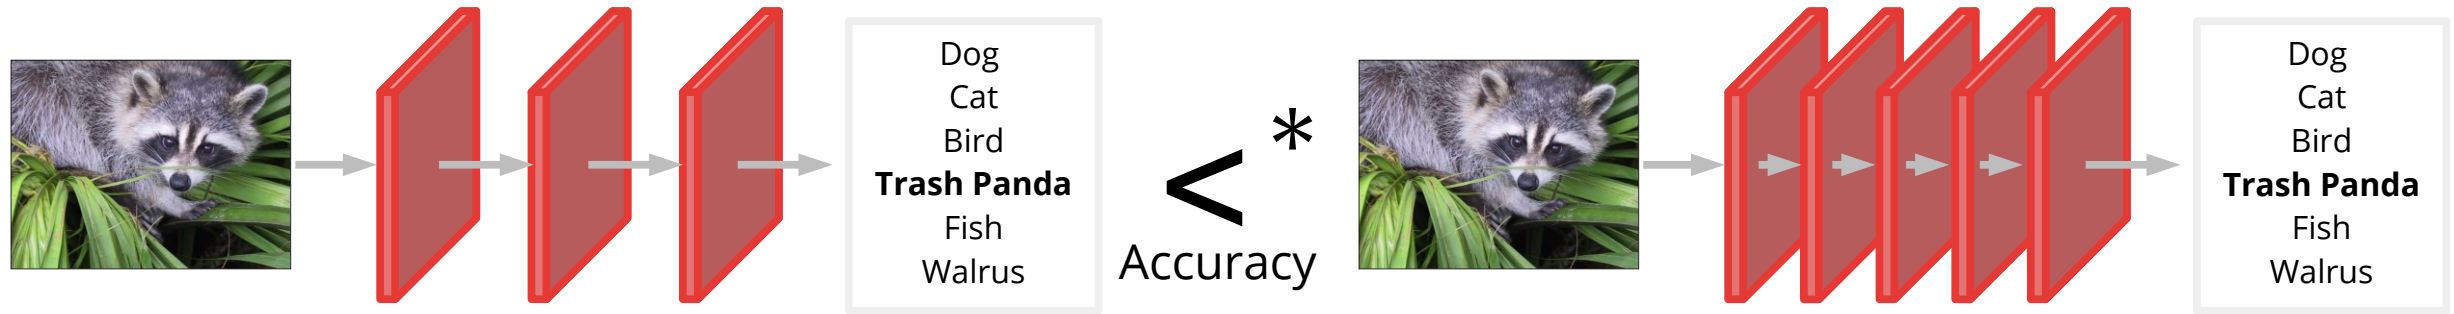 Dog
Cat
Bird
Trash Panda
Fish
Walrus
< *
Accuracy
Dog
Cat
Bird
Trash Panda
Fish
Walrus